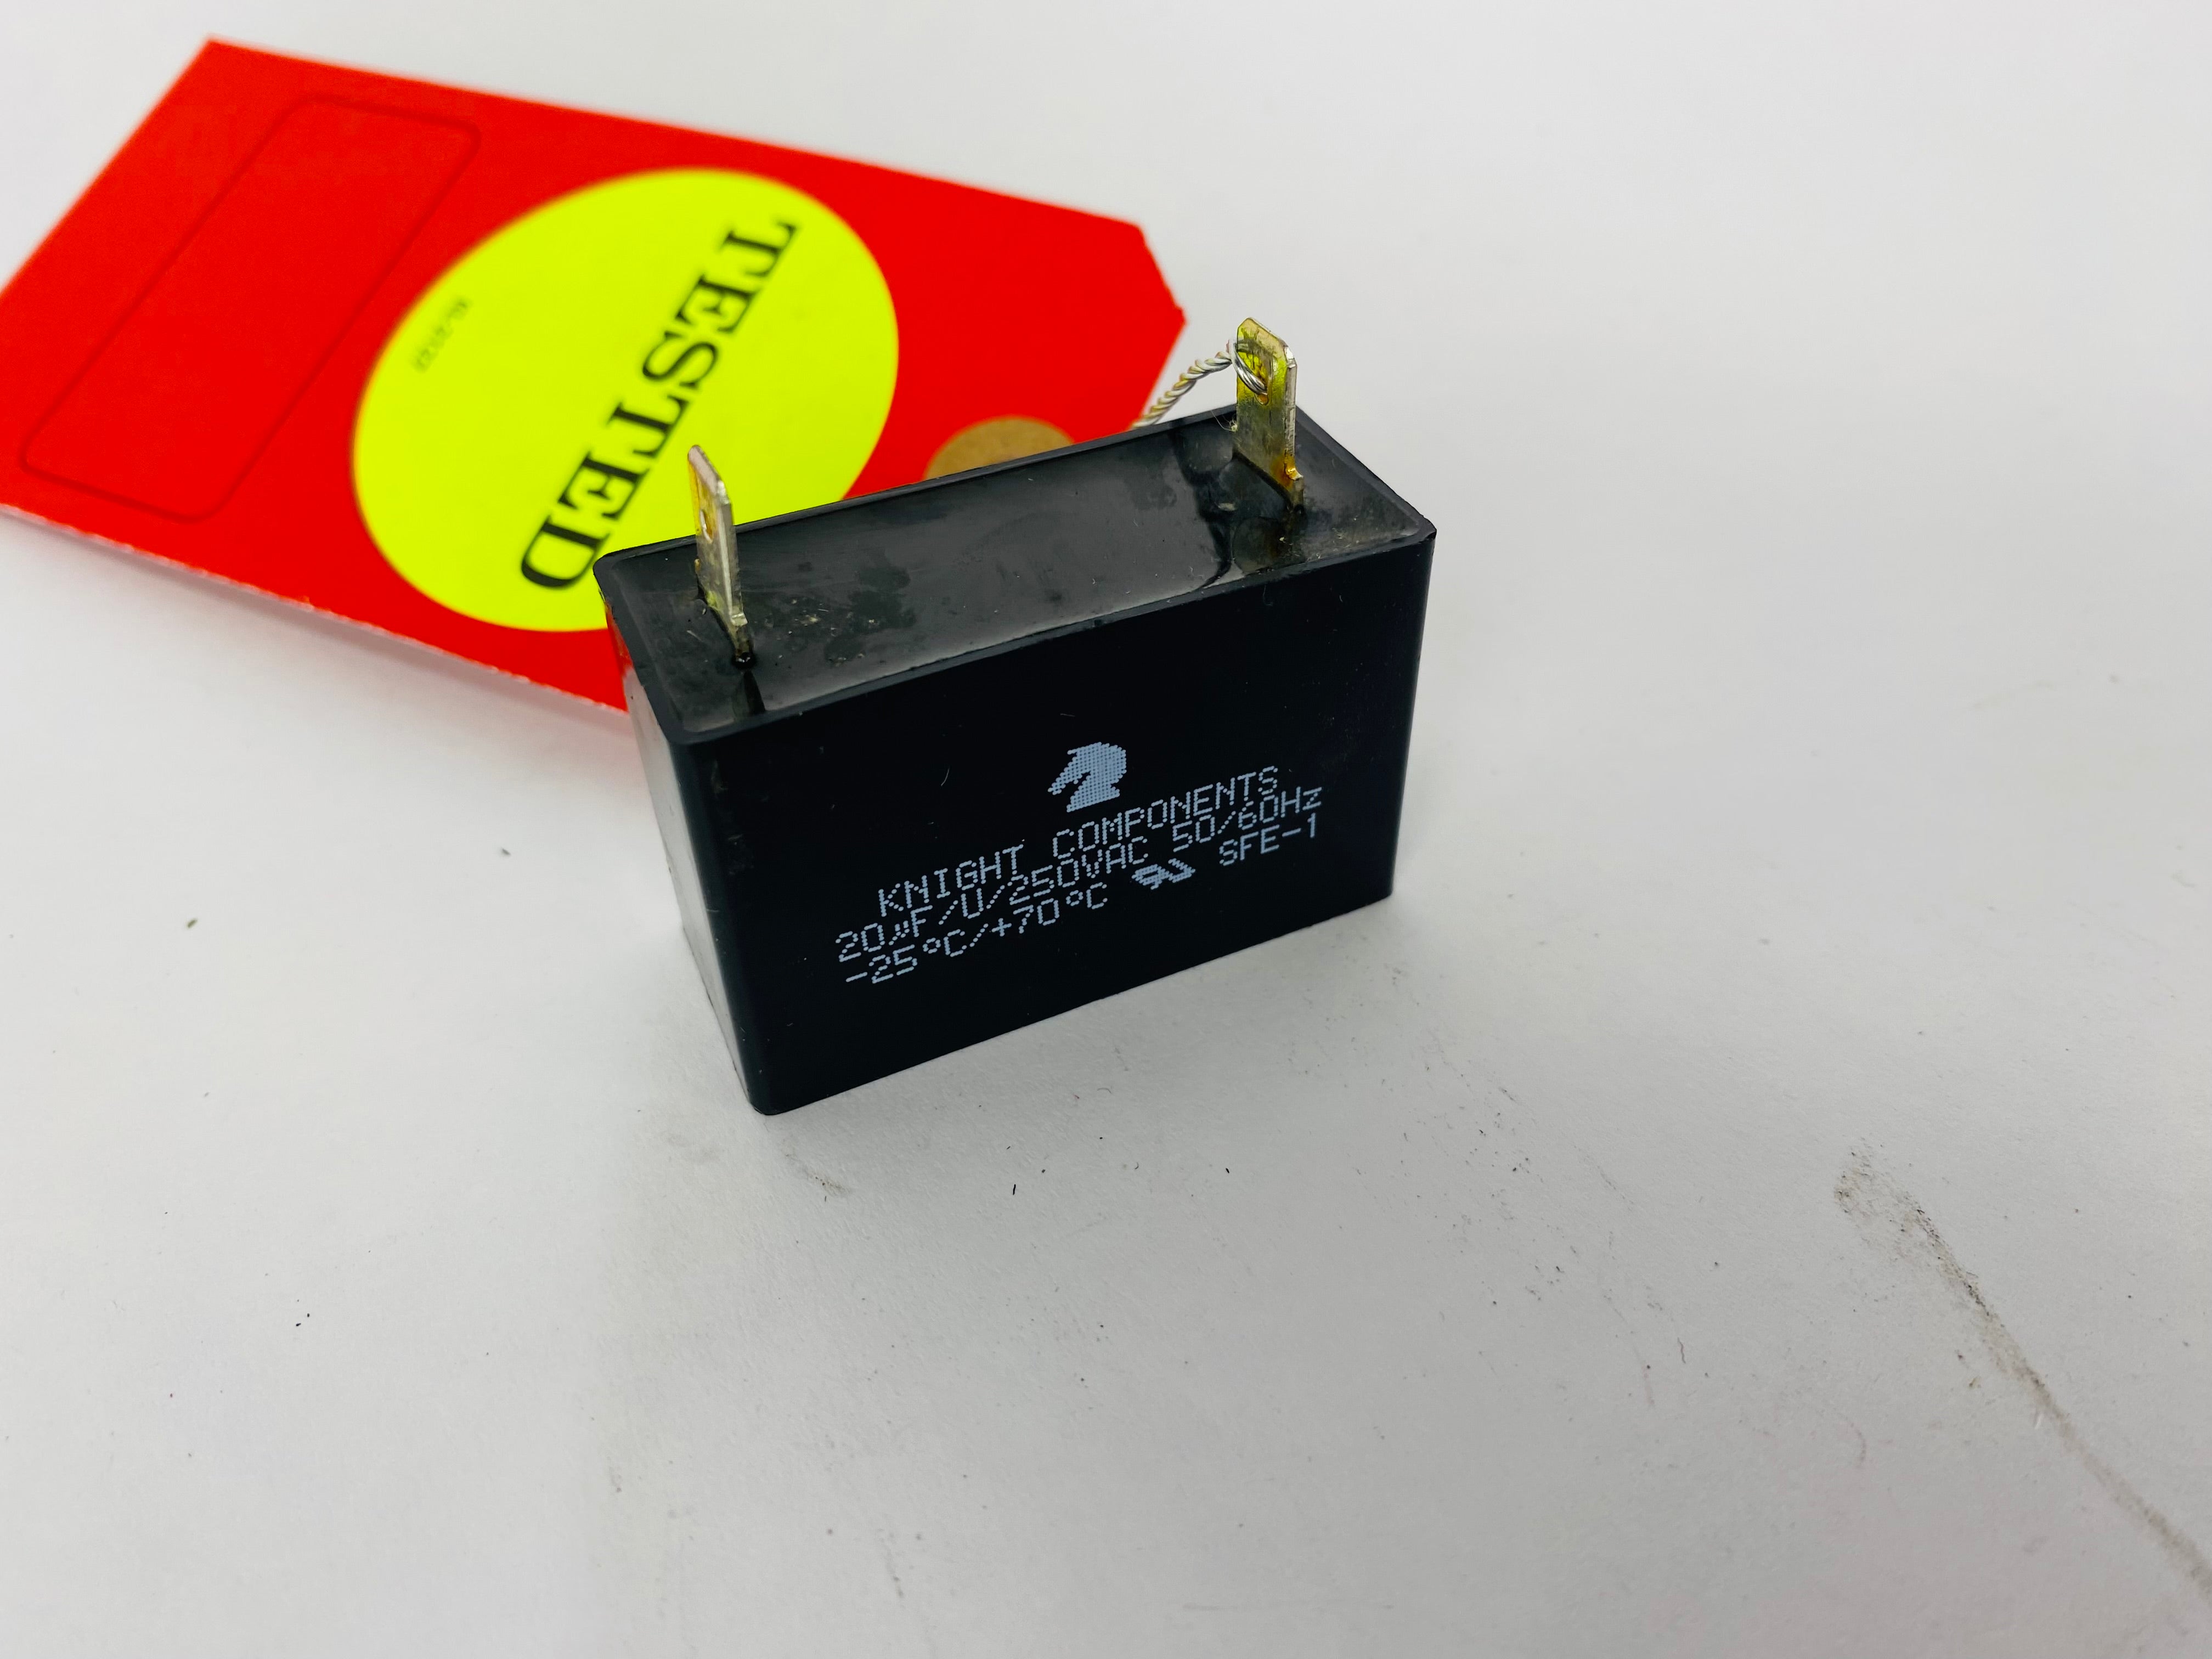 TESTED
KNIGHT COMPONENTS
20µF/U/250VAC 50/60Hz
-25°C/+70°C SFE-1